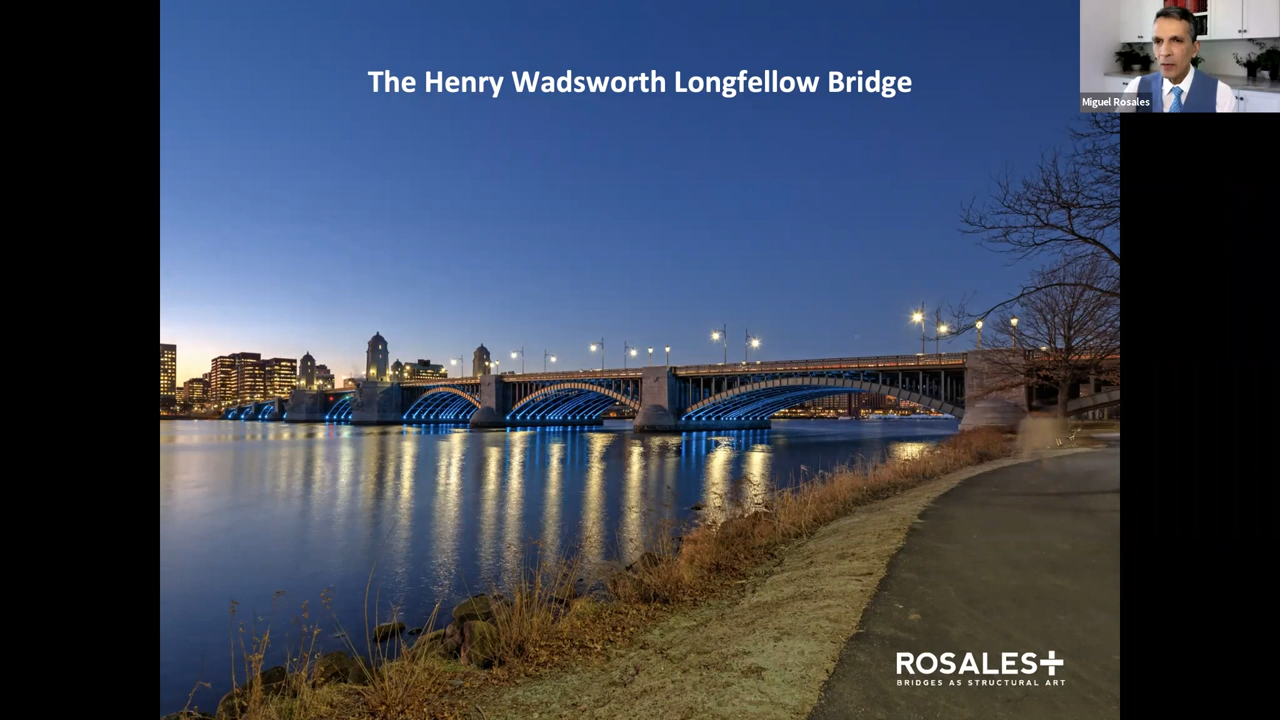 The Henry Wadsworth Longfellow Bridge
Miguel Rosales
ROSALES+
BRIDGES AS STRUCTURAL ART